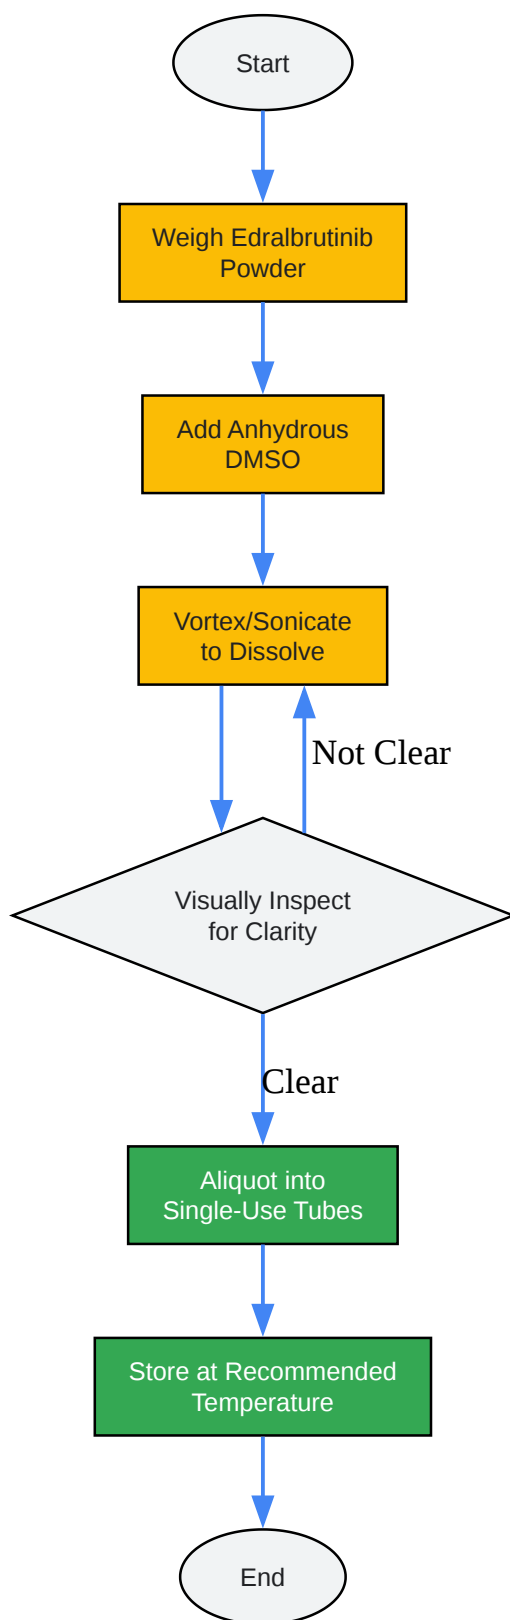 Start
Weigh Edralbrutinib
Powder
Add Anhydrous
DMSO
Vortex/Sonicate
to Dissolve
Not Clear
Visually Inspect
for Clarity
Clear
Aliquot into
Single-Use Tubes
Store at Recommended
Temperature
End